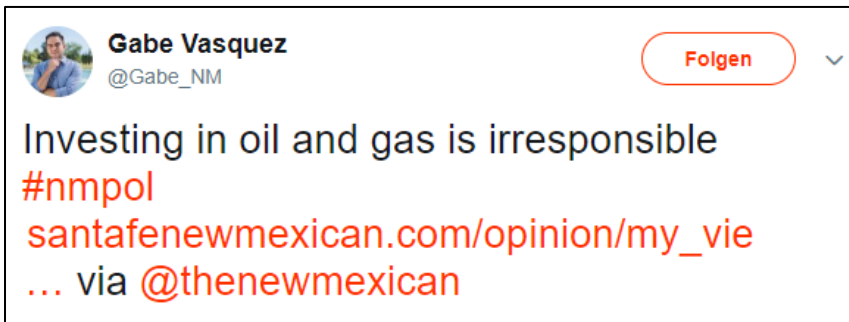 Gabe Vasquez
@Gabe_NM
Folgen
Investing in oil and gas is irresponsible
#nmpol
santafenewmexican.com/opinion/my_vie
… via @thenewmexican